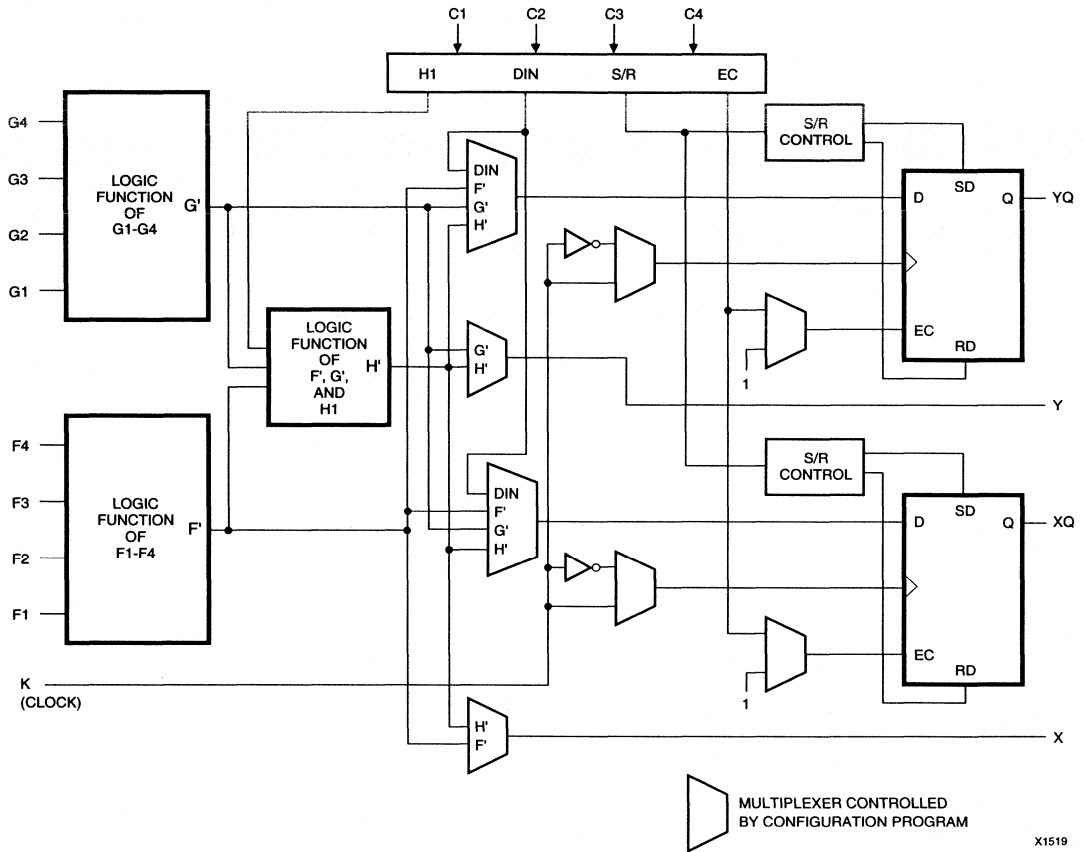 C1 C2 C3 C4
H1 DIN S/R EC
G4
G3
G2
G1
LOGIC
FUNCTION
OF
G1-G4
G'
DIN
F'
G'
H'
S/R
CONTROL
SD
D
Q
YQ
EC
RD
1
LOGIC
FUNCTION
OF
F', G',
AND
H1
H'
G'
H'
Y
F4
F3
F2
F1
LOGIC
FUNCTION
OF
F1-F4
F'
DIN
F'
G'
H'
S/R
CONTROL
SD
D
Q
XQ
EC
RD
1
K
(CLOCK)
H'
F'
X
MULTIPLEXER CONTROLLED
BY CONFIGURATION PROGRAM
X1519